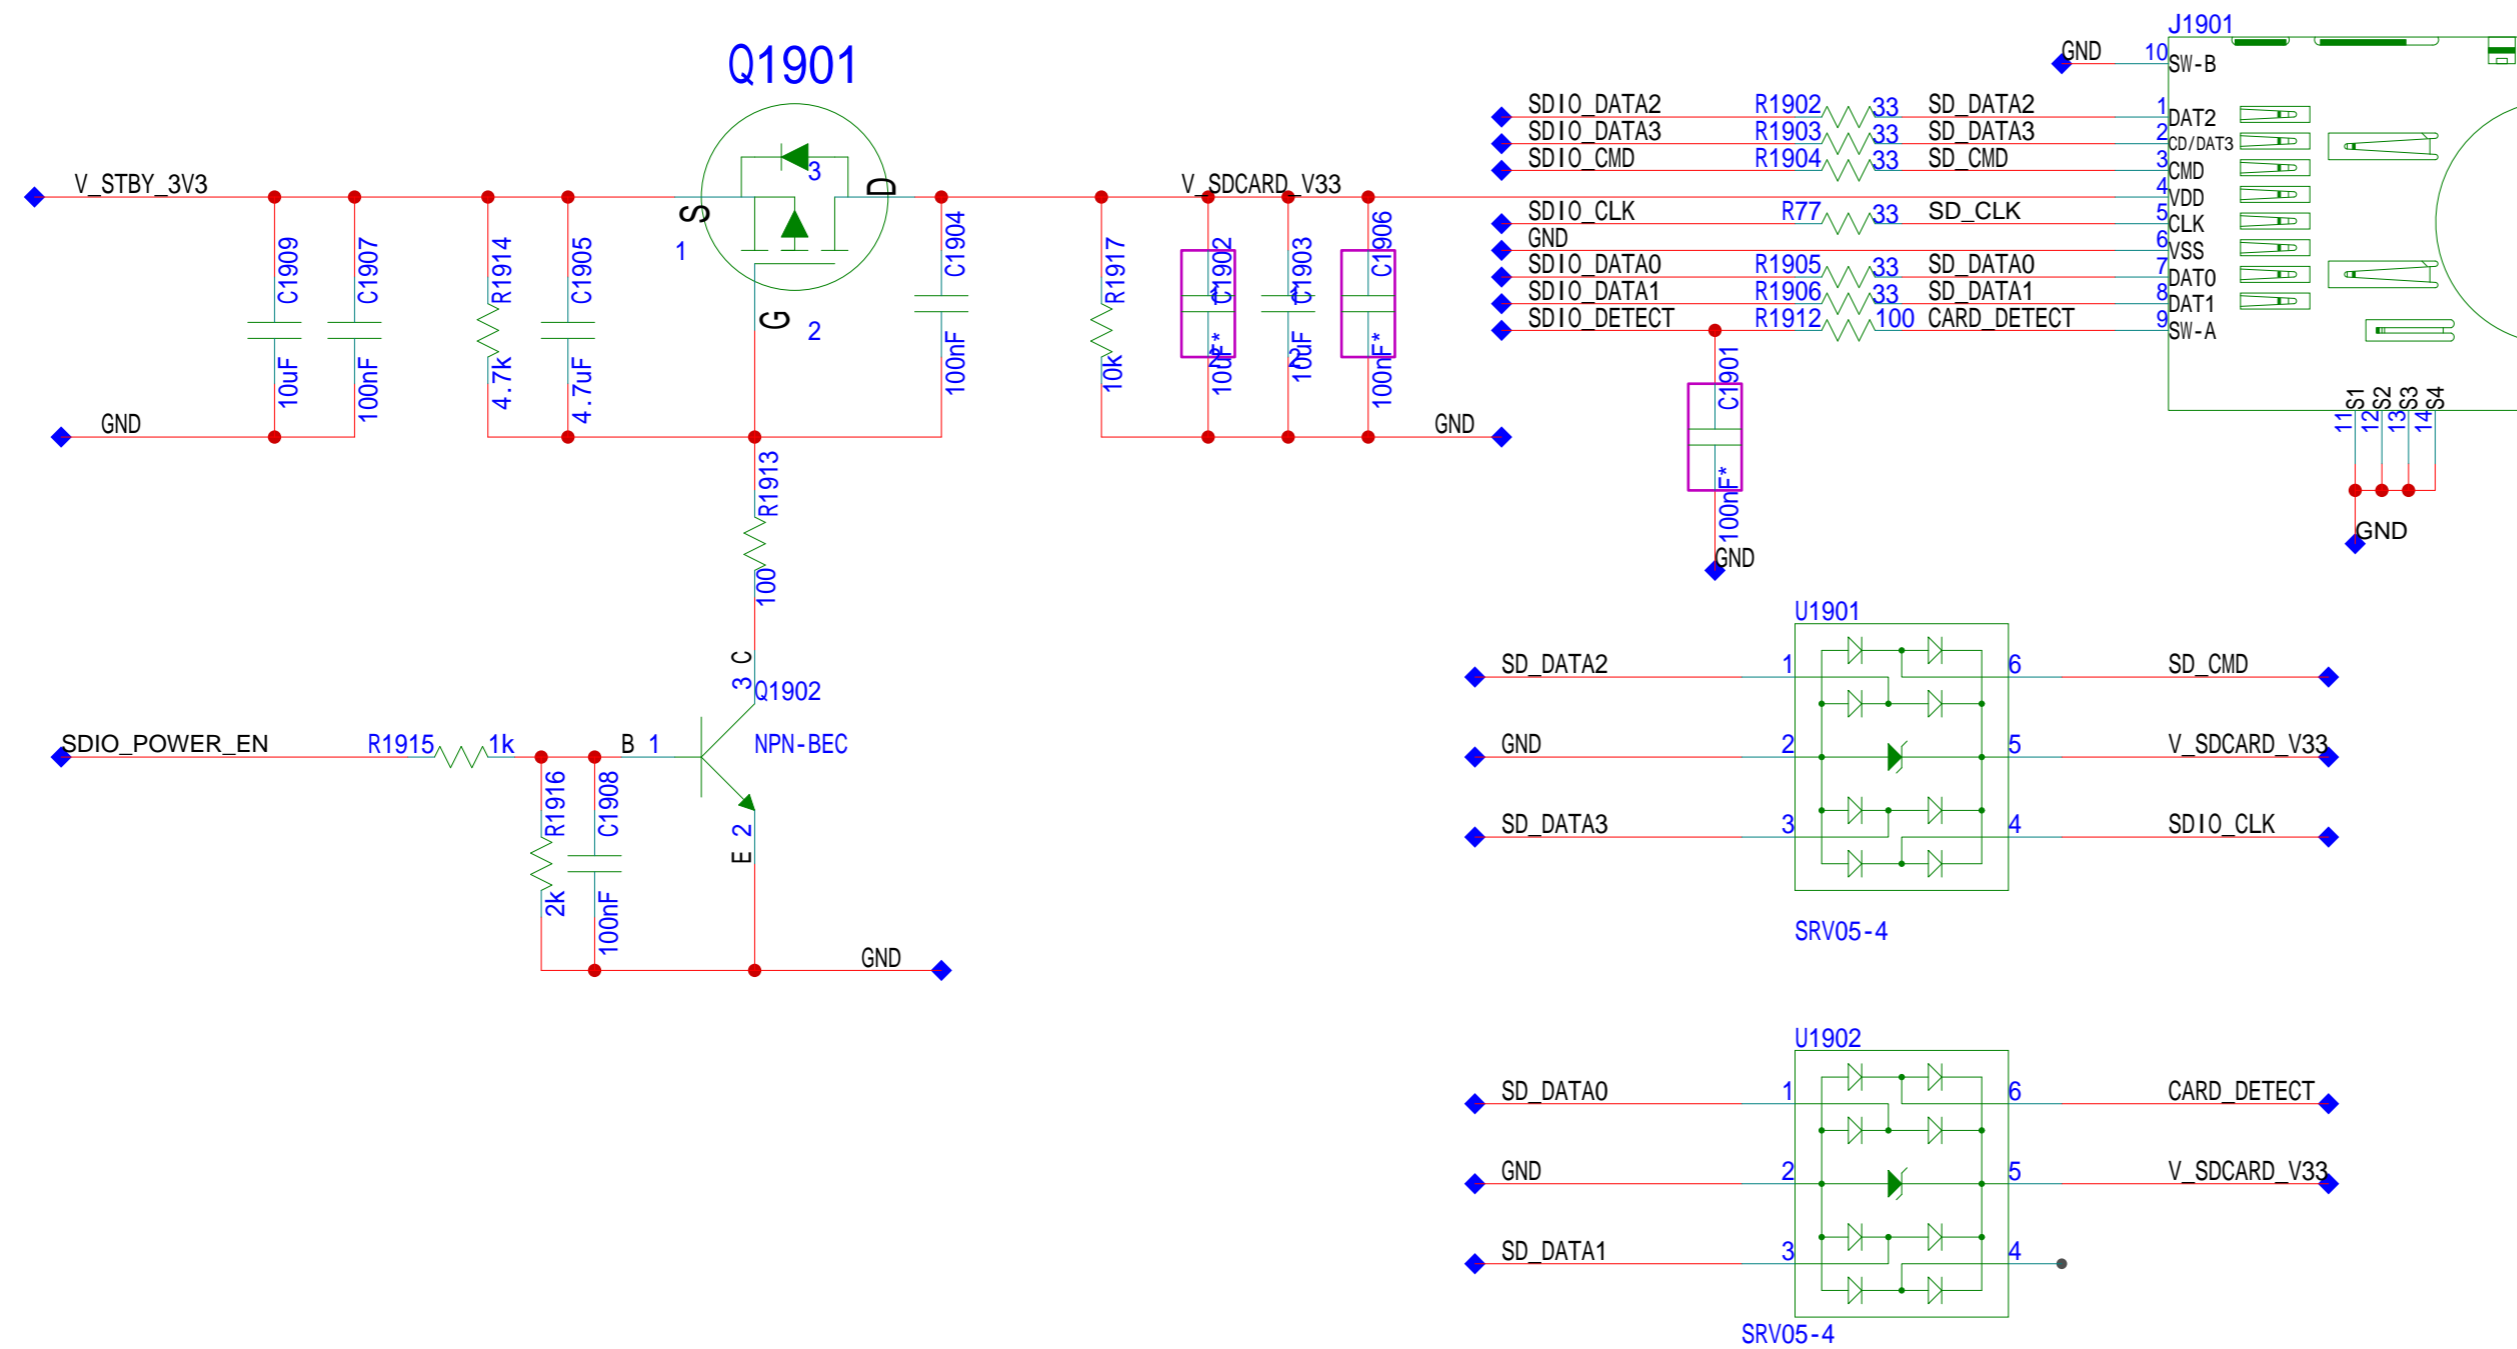 Q1901
V_STBY_3V3
S
1
3
D
G
2
C1909
10uF
C1907
100nF
R1914
4.7k
C1905
4.7uF
C1904
100nF
GND
V_SDCARD_V33
R1917
10k
C1902
10uF*
C1903
10uF
C1906
100nF*
GND
R1913
100
C
3
Q1902
NPN-BEC
SDIO_POWER_EN
R1915
1k
B
1
R1916
2k
C1908
100nF
2
E
GND
J1901
GND
10
SW-B
SDIO_DATA2
R1902
33
SD_DATA2
1
DAT2
SDIO_DATA3
R1903
33
SD_DATA3
2
CD/DAT3
SDIO_CMD
R1904
33
SD_CMD
3
CMD
4
VDD
SDIO_CLK
R77
33
SD_CLK
5
CLK
GND
6
VSS
SDIO_DATA0
R1905
33
SD_DATA0
7
DAT0
SDIO_DATA1
R1906
33
SD_DATA1
8
DAT1
SDIO_DETECT
R1912
100
CARD_DETECT
9
SW-A
C1901
100nF*
GND
S1
S2
S3
S4
11
12
13
14
GND
U1901
SD_DATA2
1
6
SD_CMD
GND
2
5
V_SDCARD_V33
SD_DATA3
3
4
SDIO_CLK
SRV05-4
U1902
SD_DATA0
1
6
CARD_DETECT
GND
2
5
V_SDCARD_V33
SD_DATA1
3
4
SRV05-4